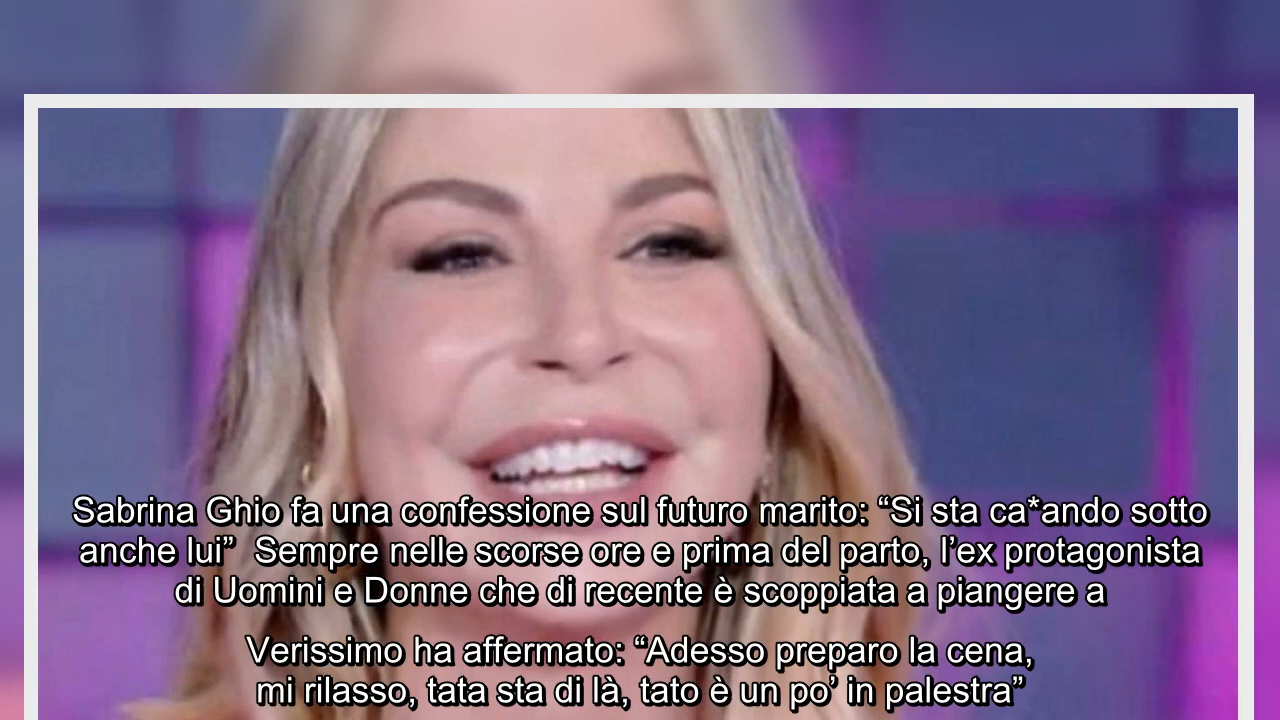 Sabrina Ghio fa una confessione sul futuro marito: “Si sta ca*ando sotto
anche lui”  Sempre nelle scorse ore e prima del parto, l’ex protagonista
di Uomini e Donne che di recente è scoppiata a piangere a
Verissimo ha affermato: “Adesso preparo la cena,
mi rilasso, tata sta di là, tato è un po’ in palestra”